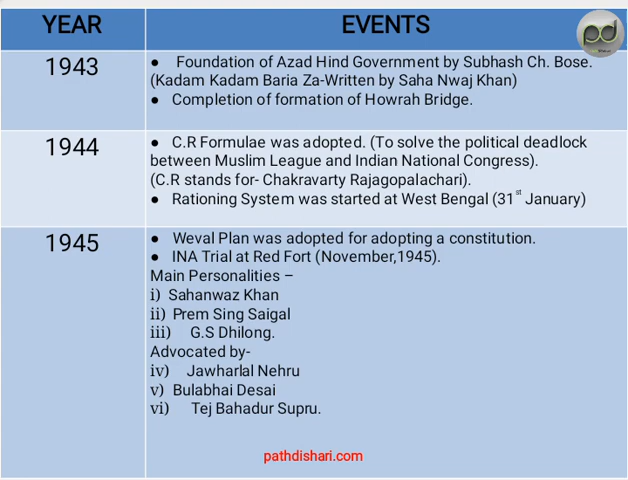 YEAR EVENTS
pd
1943
● Foundation of Azad Hind Government by Subhash Ch. Bose.
(Kadam Kadam Baria Za-Written by Saha Nwaj Khan)
● Completion of formation of Howrah Bridge.
1944
● C.R Formulae was adopted. (To solve the political deadlock
between Muslim League and Indian National Congress).
(C.R stands for- Chakravarty Rajagopalachari).
● Rationing System was started at West Bengal (31st January)
1945
● Weval Plan was adopted for adopting a constitution.
● INA Trial at Red Fort (November,1945).
Main Personalities –
i) Sahanwaz Khan
ii) Prem Sing Saigal
iii) G.S Dhilong.
Advocated by-
iv) Jawharlal Nehru
v) Bulabhai Desai
vi) Tej Bahadur Supru.
pathdishari.com